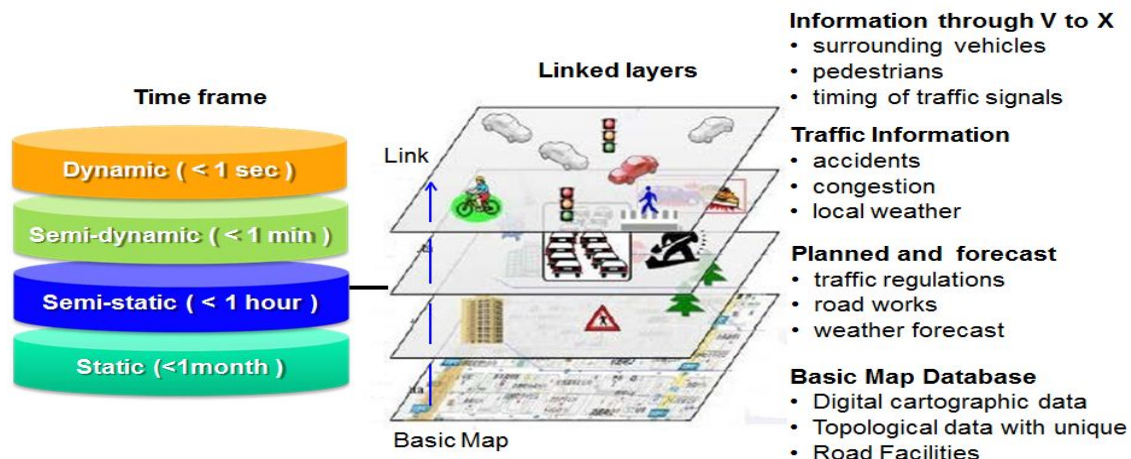 Time frame
Dynamic ( < 1 sec )
Semi-dynamic ( < 1 min )
Semi-static ( < 1 hour )
Static (<1month )
Linked layers
Link
Basic Map
Information through V to X
• surrounding vehicles
• pedestrians
• timing of traffic signals
Traffic Information
• accidents
• congestion
• local weather
Planned and forecast
• traffic regulations
• road works
• weather forecast
Basic Map Database
• Digital cartographic data
• Topological data with unique
• Road Facilities